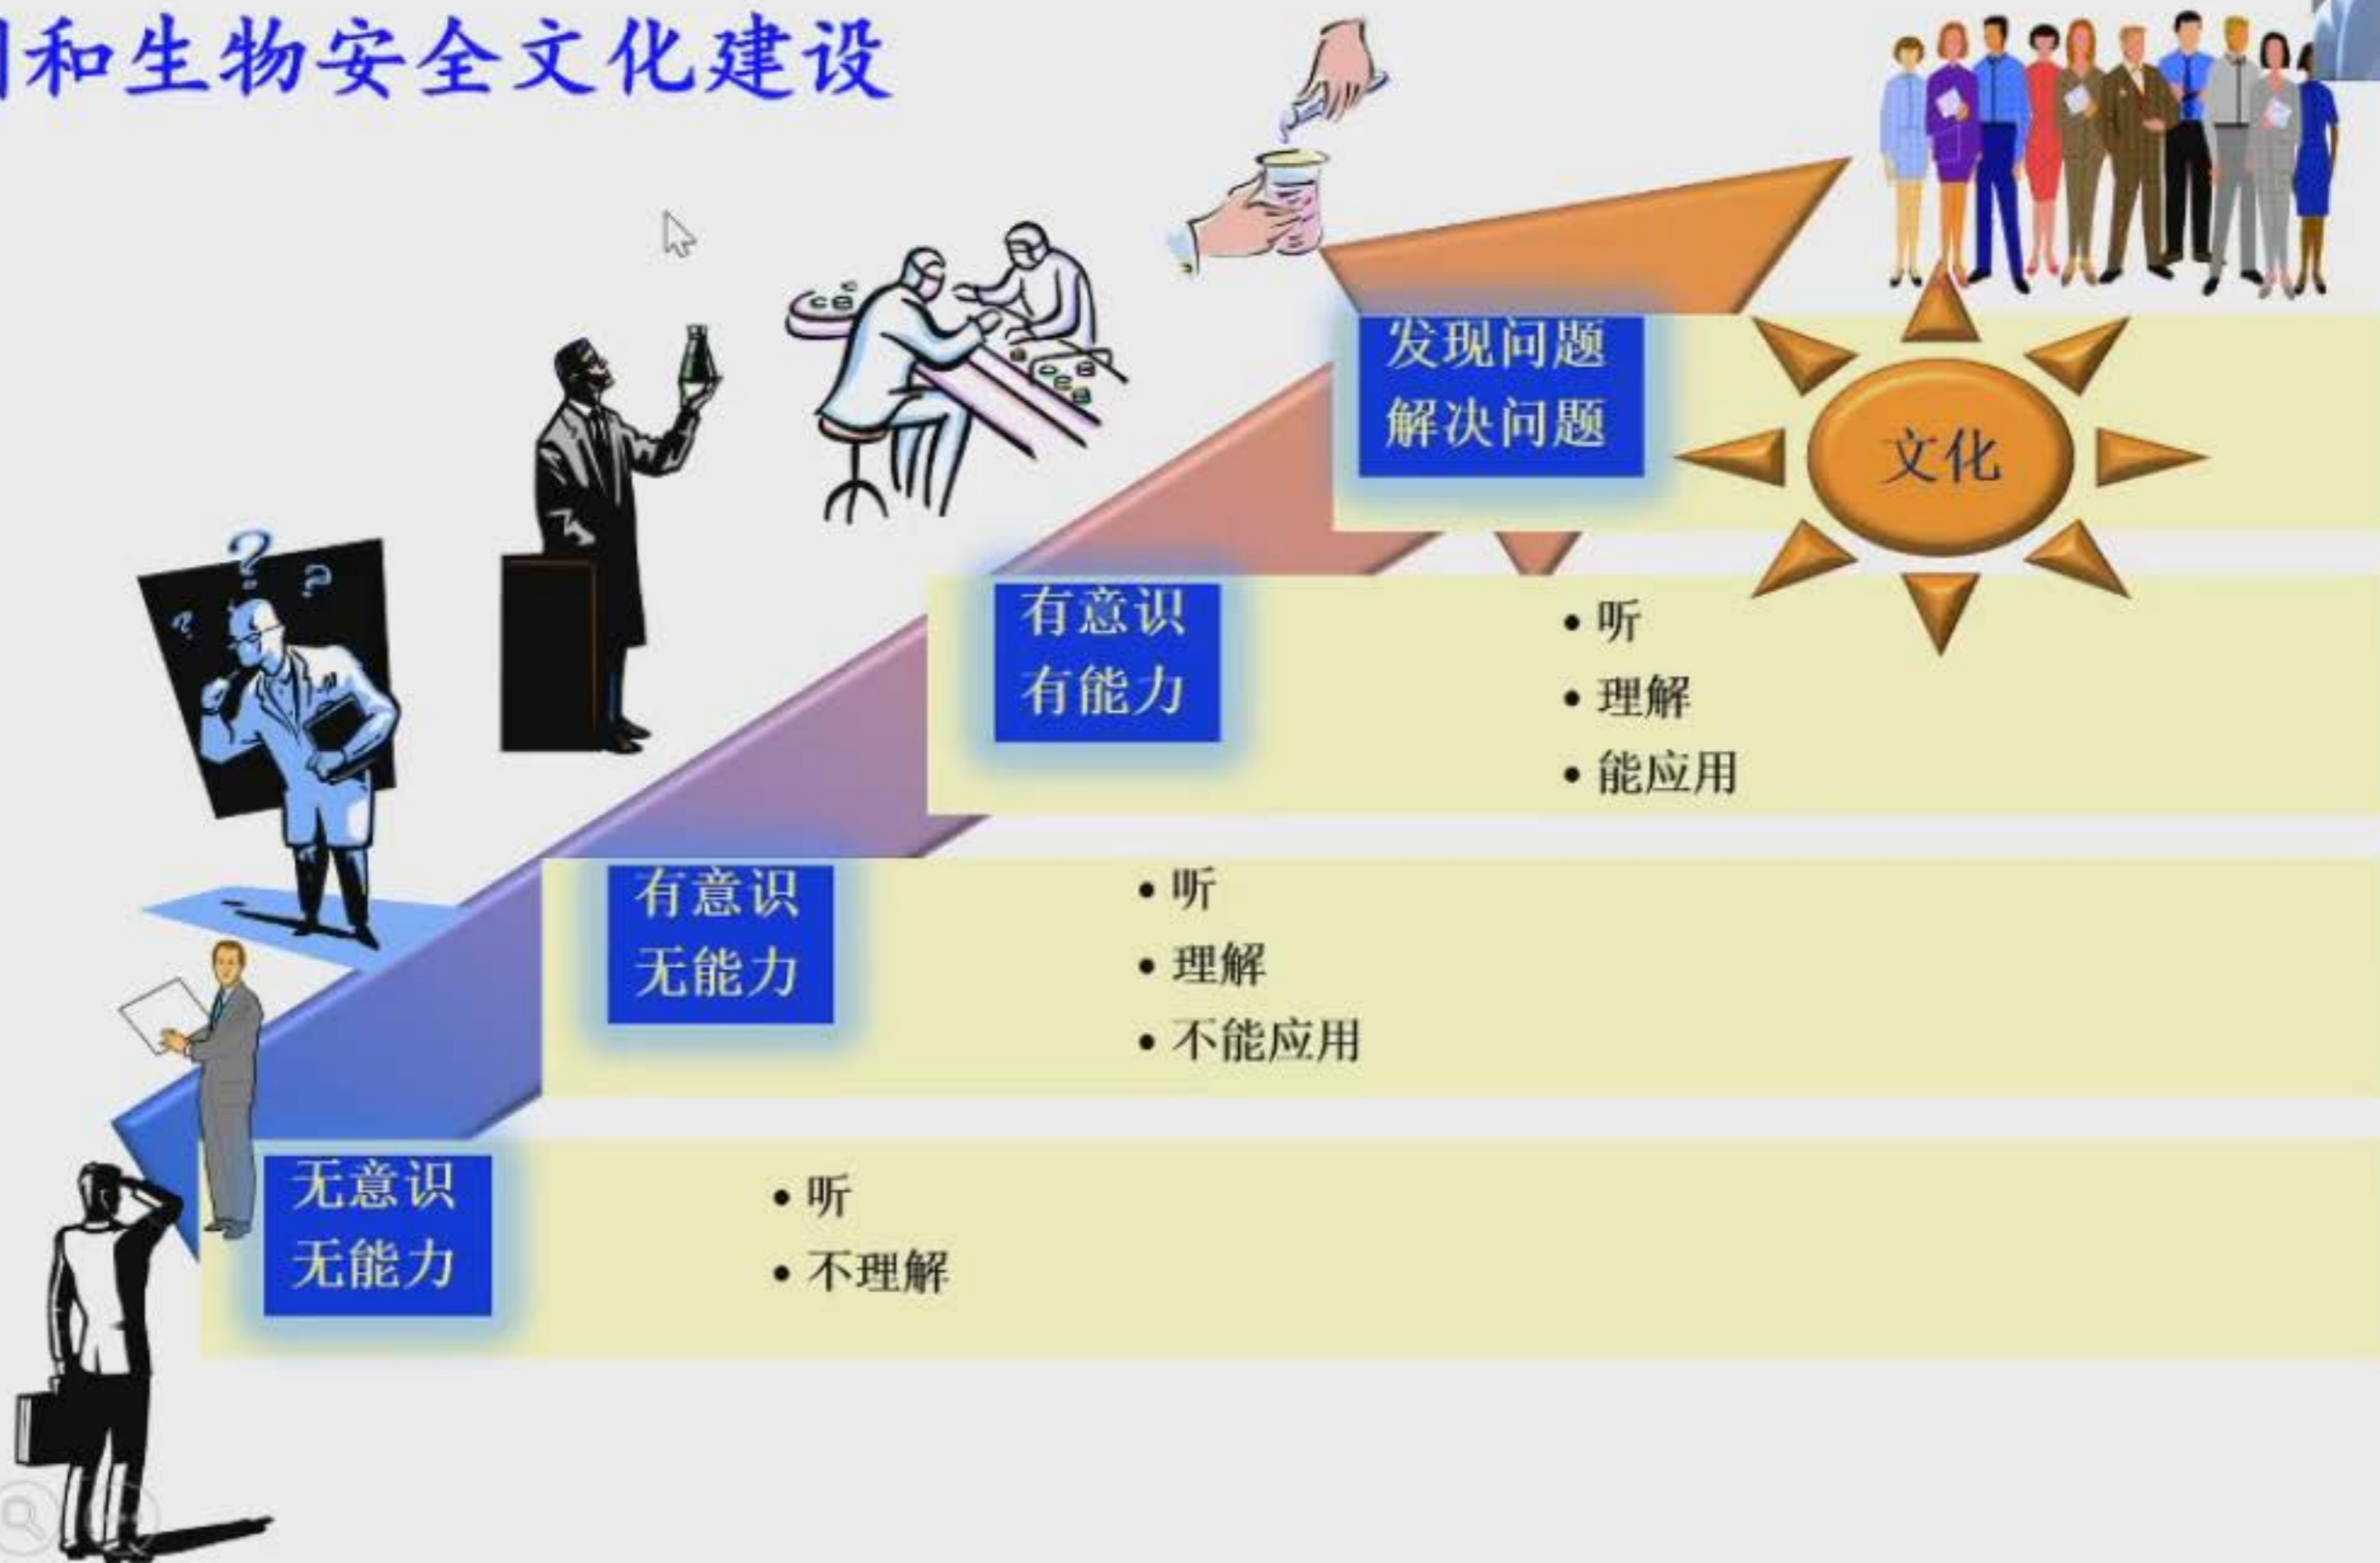 和生物安全文化建设
发现问题
解决问题
文化
有意识
有能力
• 听
• 理解
• 能应用
有意识
无能力
• 听
• 理解
• 不能应用
无意识
无能力
• 听
• 不理解